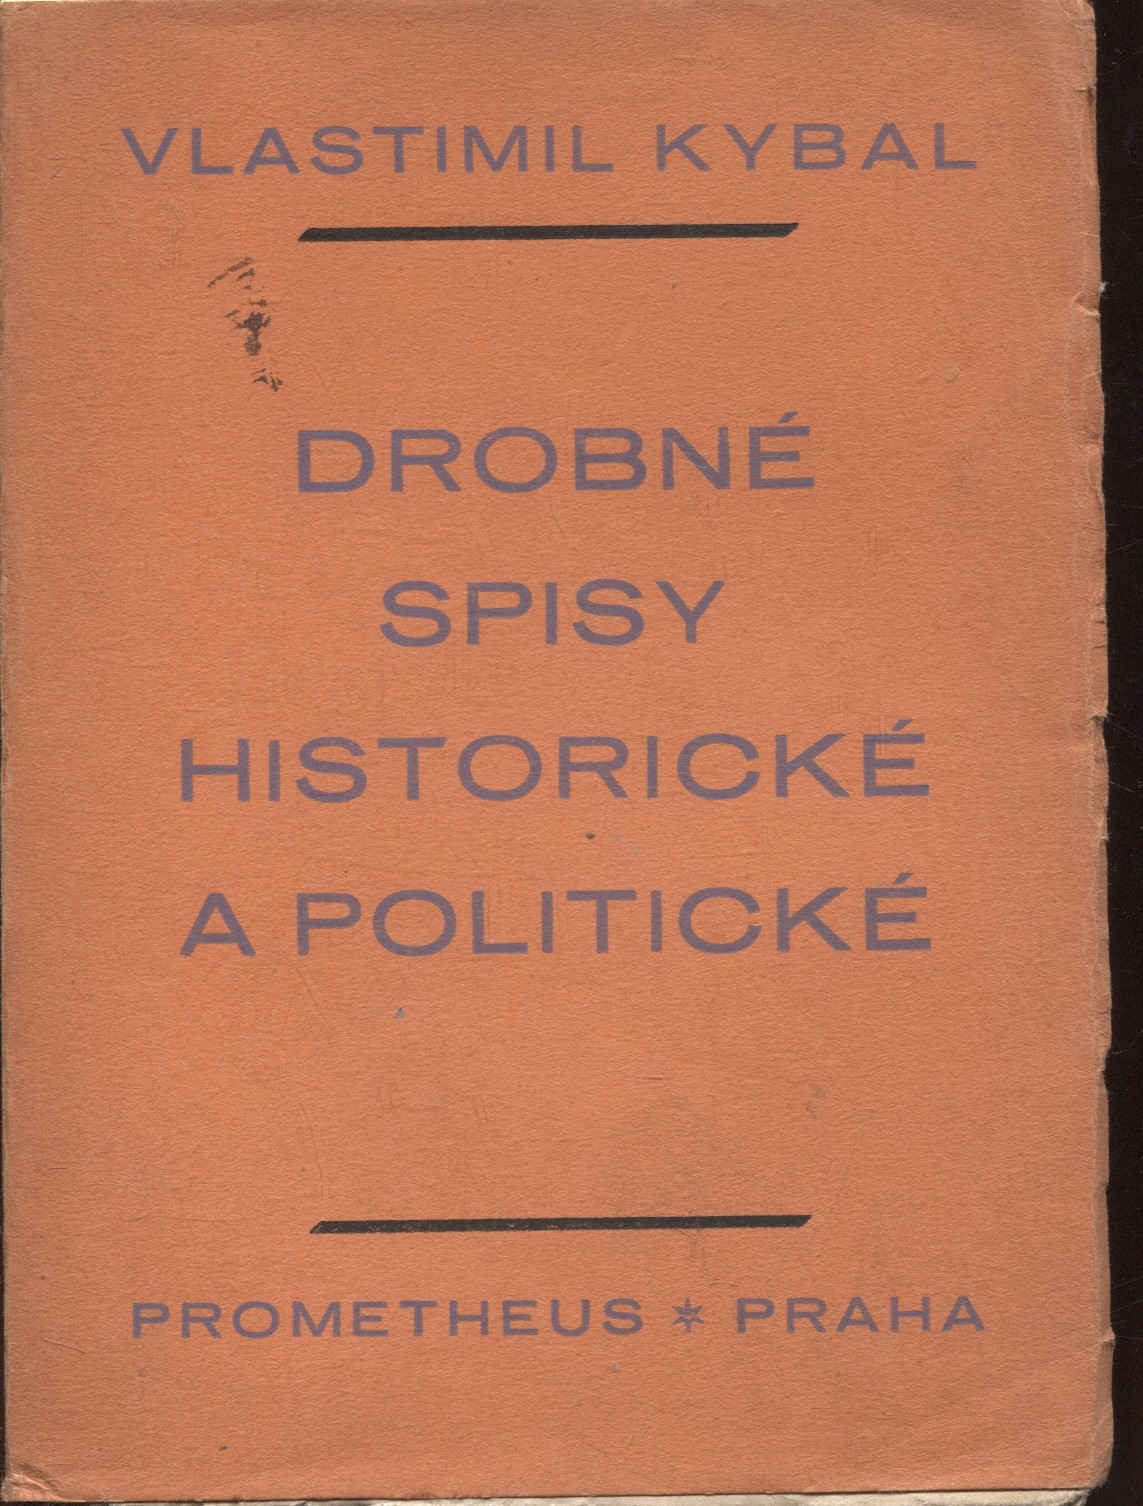 VLASTIMIL KYBAL
DROBNÉ
SPISY
HISTORICKÉ
A POLITICKÉ
PROMETHEUS * PRAHA